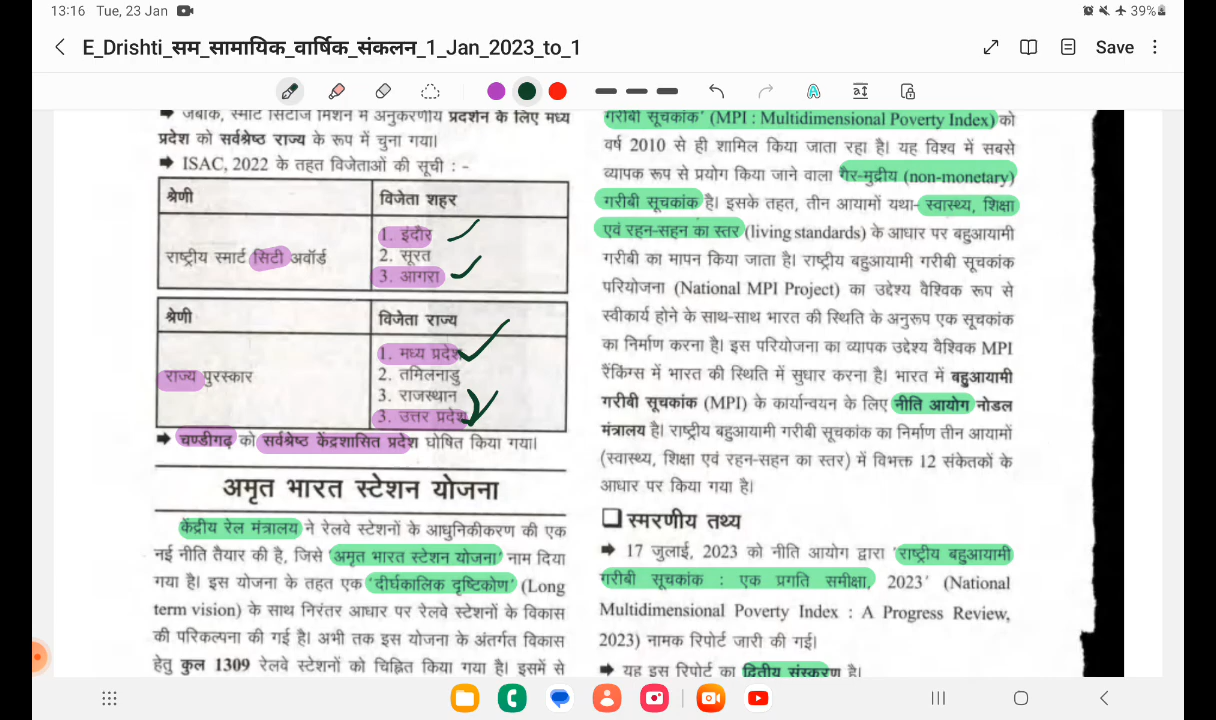 13:16 Tue, 23 Jan
39%
E_Drishti_सम_सामायिक_वार्षिक_संकलन_1_Jan_2023_to_1
Save
➡ जबकि, स्मार्ट सिटीज मिशन में अनुकरणीय प्रदर्शन के लिए मध्य
प्रदेश को सर्वश्रेष्ठ राज्य के रूप में चुना गया।
➡ ISAC, 2022 के तहत विजेताओं की सूची : -
श्रेणी विजेता शहर
1. इंदौर
राष्ट्रीय स्मार्ट सिटी अवॉर्ड 2. सूरत
3. आगरा
श्रेणी विजेता राज्य
1. मध्य प्रदेश
राज्य पुरस्कार 2. तमिलनाडु
3. राजस्थान
3. उत्तर प्रदेश
➡ चण्डीगढ़ को सर्वश्रेष्ठ केंद्रशासित प्रदेश घोषित किया गया।
अमृत भारत स्टेशन योजना
केंद्रीय रेल मंत्रालय ने रेलवे स्टेशनों के आधुनिकीकरण की एक
नई नीति तैयार की है, जिसे 'अमृत भारत स्टेशन योजना' नाम दिया
गया है। इस योजना के तहत एक 'दीर्घकालिक दृष्टिकोण' (Long
term vision) के साथ निरंतर आधार पर रेलवे स्टेशनों के विकास
की परिकल्पना की गई है। अभी तक इस योजना के अंतर्गत विकास
हेतु कुल 1309 रेलवे स्टेशनों को चिह्नित किया गया है। इसमें से
गरीबी सूचकांक' (MPI : Multidimensional Poverty Index) को
वर्ष 2010 से ही शामिल किया जाता रहा है। यह विश्व में सबसे
व्यापक रूप से प्रयोग किया जाने वाला गैर-मुद्रीय (non-monetary)
गरीबी सूचकांक है। इसके तहत, तीन आयामों यथा- स्वास्थ्य, शिक्षा
एवं रहन-सहन का स्तर (living standards) के आधार पर बहुआयामी
गरीबी का मापन किया जाता है। राष्ट्रीय बहुआयामी गरीबी सूचकांक
परियोजना (National MPI Project) का उद्देश्य वैश्विक रूप से
स्वीकार्य होने के साथ-साथ भारत की स्थिति के अनुरूप एक सूचकांक
का निर्माण करना है। इस परियोजना का व्यापक उद्देश्य वैश्विक MPI
रैंकिंग्स में भारत की स्थिति में सुधार करना है। भारत में बहुआयामी
गरीबी सूचकांक (MPI) के कार्यान्वयन के लिए नीति आयोग नोडल
मंत्रालय है। राष्ट्रीय बहुआयामी गरीबी सूचकांक का निर्माण तीन आयामों
(स्वास्थ्य, शिक्षा एवं रहन-सहन का स्तर) में विभक्त 12 संकेतकों के
आधार पर किया गया है।
❑ स्मरणीय तथ्य
➡ 17 जुलाई, 2023 को नीति आयोग द्वारा 'राष्ट्रीय बहुआयामी
गरीबी सूचकांक : एक प्रगति समीक्षा, 2023' (National
Multidimensional Poverty Index : A Progress Review,
2023) नामक रिपोर्ट जारी की गई।
➡ यह इस रिपोर्ट का द्वितीय संस्करण है।